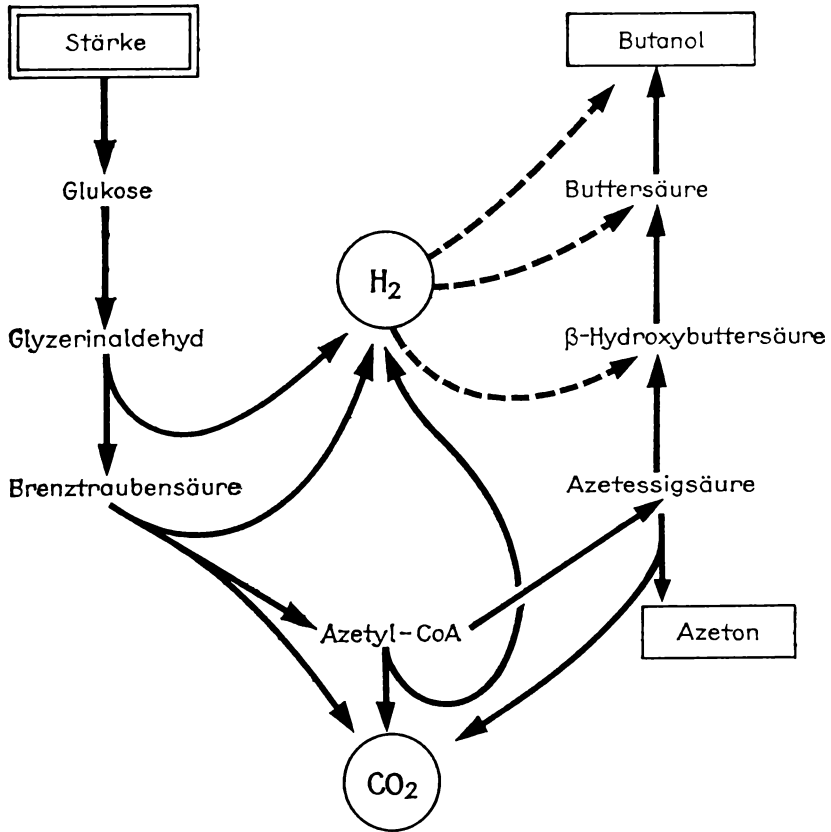 Stärke
Butanol
Glukose
Buttersäure
H2
Glyzerinaldehyd
β-Hydroxybuttersäure
Brenztraubensäure
Azetessigsäure
Azetyl-CoA
Azeton
CO2